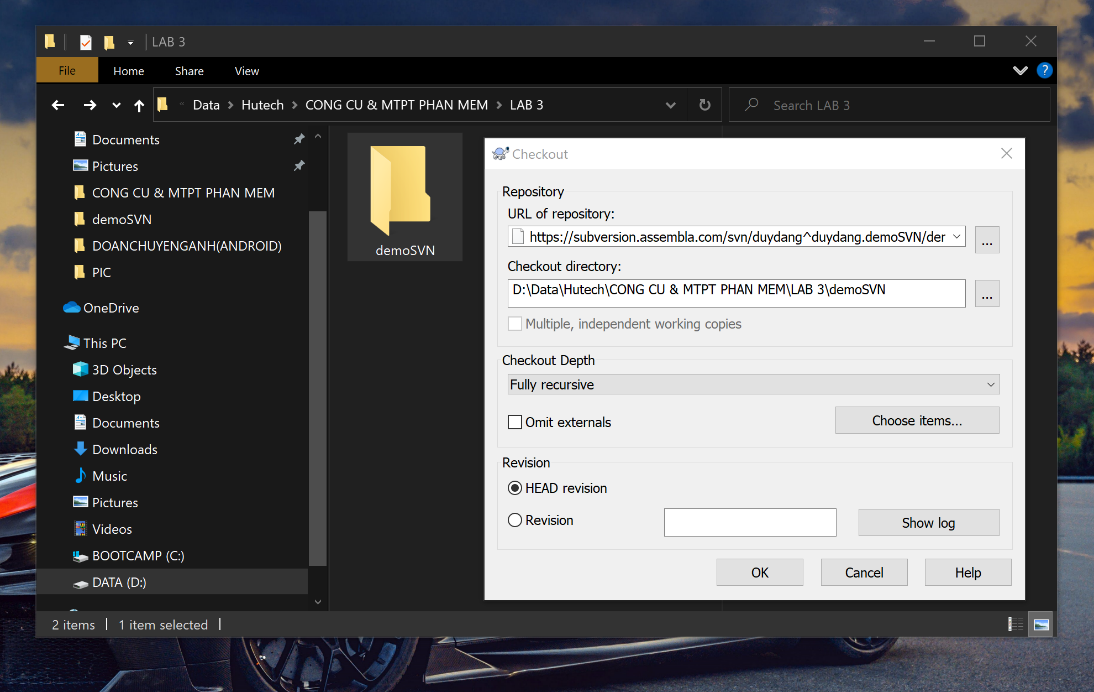 LAB 3
File Home Share View
Data Hutech CONG CU & MTPT PHAN MEM LAB 3
Search LAB 3
Documents
Pictures
CONG CU & MTPT PHAN MEM
demoSVN
DOANCHUYENGANH(ANDROID)
PIC
OneDrive
This PC
3D Objects
Desktop
Documents
Downloads
Music
Pictures
Videos
BOOTCAMP (C:)
DATA (D:)
demoSVN
Checkout
Repository
URL of repository:
https://subversion.assembla.com/svn/duydang^duydang.demoSVN/der
...
Checkout directory:
D:\Data\Hutech\CONG CU & MTPT PHAN MEM\LAB 3\demoSVN
...
Multiple, independent working copies
Checkout Depth
Fully recursive
Omit externals
Choose items...
Revision
HEAD revision
Revision
Show log
OK Cancel Help
2 items 1 item selected